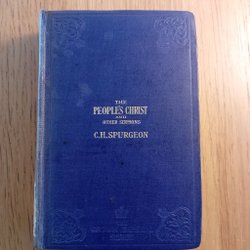 THE
PEOPLE'S CHRIST
AND
OTHER SERMONS
C.H.SPURGEON